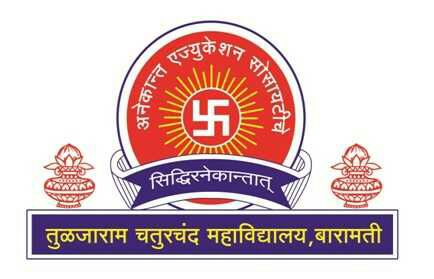 अनेकान्त एज्युकेशन सोसायटीचे
सिद्धिरनेकान्तात्
तुळजाराम चतुरचंद महाविद्यालय,बारामती